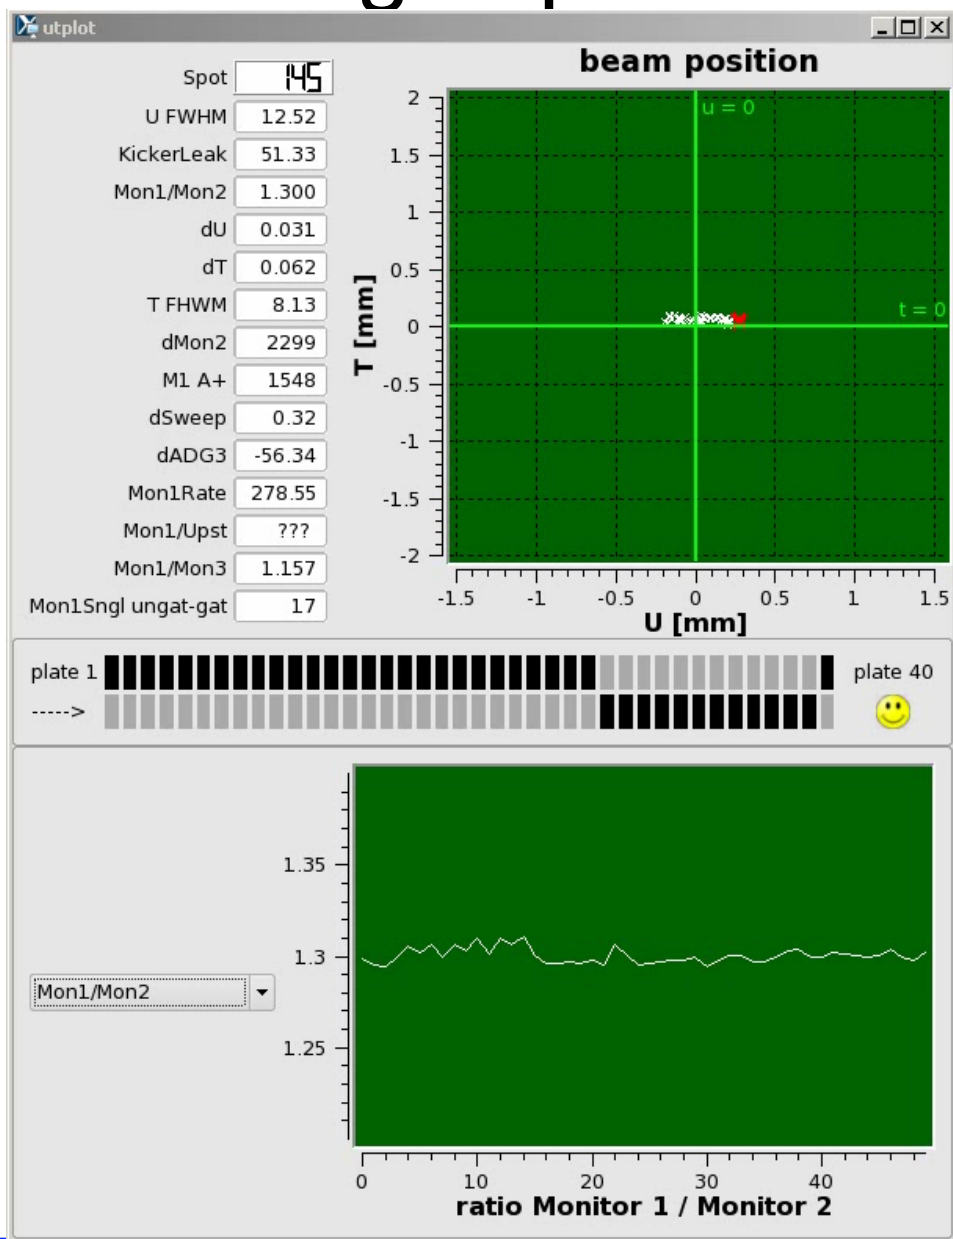 utplot
Spot 145
U FWHM 12.52
KickerLeak 51.33
Mon1/Mon2 1.300
dU 0.031
dT 0.062
T FHWM 8.13
dMon2 2299
M1 A+ 1548
dSweep 0.32
dADG3 -56.34
Mon1Rate 278.55
Mon1/Upst ???
Mon1/Mon3 1.157
Mon1Sngl ungat-gat 17
beam position
u = 0
t = 0
T [mm]
2
1.5
1
0.5
0
-0.5
-1
-1.5
-2
-1.5 -1 -0.5 0 0.5 1 1.5
U [mm]
plate 1
plate 40
----->
Mon1/Mon2
1.35
1.3
1.25
0 10 20 30 40
ratio Monitor 1 / Monitor 2